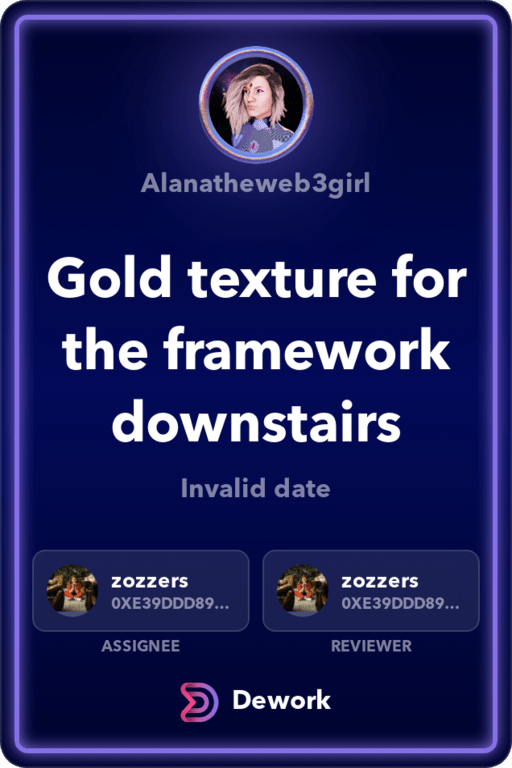 Alanatheweb3girl
Gold texture for
the framework
downstairs
Invalid date
zozzers
0XE39DDD89...
zozzers
0XE39DDD89...
ASSIGNEE
REVIEWER
Dework